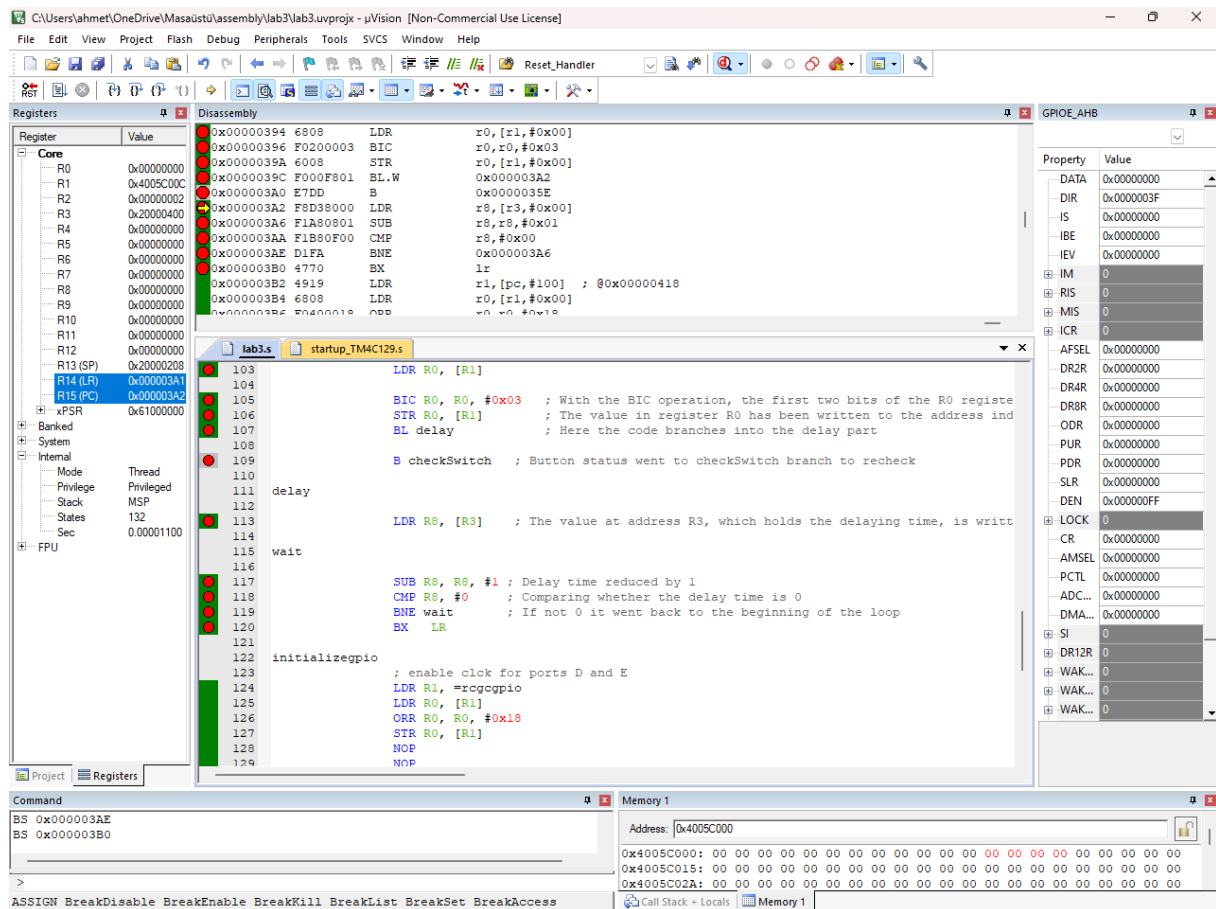 C:\Users\ahmet\OneDrive\Masaüstü\assembly\lab3\lab3.uvprojx - µVision [Non-Commercial Use License]
File Edit View Project Flash Debug Peripherals Tools SVCS Window Help
Reset_Handler
RST
Registers
Register Value
Core
R0 0x00000000
R1 0x4005C00C
R2 0x00000002
R3 0x20000400
R4 0x00000000
R5 0x00000000
R6 0x00000000
R7 0x00000000
R8 0x00000000
R9 0x00000000
R10 0x00000000
R11 0x00000000
R12 0x00000000
R13 (SP) 0x20000208
R14 (LR) 0x000003A1
R15 (PC) 0x000003A2
xPSR 0x61000000
Banked
System
Internal
Mode Thread
Privilege Privileged
Stack MSP
States 132
Sec 0.00001100
FPU
Project Registers
Disassembly
0x00000394 6808 LDR r0,[r1,#0x00]
0x00000396 F0200003 BIC r0,r0,#0x03
0x0000039A 6008 STR r0,[r1,#0x00]
0x0000039C F000F801 BL.W 0x000003A2
0x000003A0 E7DD B 0x0000035E
0x000003A2 F8D38000 LDR r8,[r3,#0x00]
0x000003A6 F1A80801 SUB r8,r8,#0x01
0x000003AA F1B80F00 CMP r8,#0x00
0x000003AE D1FA BNE 0x000003A6
0x000003B0 4770 BX lr
0x000003B2 4919 LDR r1,[pc,#100] ; @0x00000418
0x000003B4 6808 LDR r0,[r1,#0x00]
0x000003B6 F0400018 ORR r0,r0,#0x18
lab3.s startup_TM4C129.s
103 LDR R0, [R1]
104
105 BIC R0, R0, #0x03 ; With the BIC operation, the first two bits of the R0 registe
106 STR R0, [R1] ; The value in register R0 has been written to the address ind
107 BL delay ; Here the code branches into the delay part
108
109 B checkSwitch ; Button status went to checkSwitch branch to recheck
110
111 delay
112
113 LDR R8, [R3] ; The value at address R3, which holds the delaying time, is writt
114
115 wait
116
117 SUB R8, R8, #1 ; Delay time reduced by 1
118 CMP R8, #0 ; Comparing whether the delay time is 0
119 BNE wait ; If not 0 it went back to the beginning of the loop
120 BX LR
121
122 initializegpio
123 ; enable clck for ports D and E
124 LDR R1, =rcgcgpio
125 LDR R0, [R1]
126 ORR R0, R0, #0x18
127 STR R0, [R1]
128 NOP
129 NOP
GPIOE_AHB
Property Value
DATA 0x00000000
DIR 0x0000003F
IS 0x00000000
IBE 0x00000000
IEV 0x00000000
IM 0
RIS 0
MIS 0
ICR 0
AFSEL 0x00000000
DR2R 0x00000000
DR4R 0x00000000
DR8R 0x00000000
ODR 0x00000000
PUR 0x00000000
PDR 0x00000000
SLR 0x00000000
DEN 0x000000FF
LOCK 0
CR 0x00000000
AMSEL 0x00000000
PCTL 0x00000000
ADC... 0x00000000
DMA... 0x00000000
SI 0
DR12R 0
WAK... 0
WAK... 0
WAK... 0
Command
BS 0x000003AE
BS 0x000003B0
>
ASSIGN BreakDisable BreakEnable BreakKill BreakList BreakSet BreakAccess
Memory 1
Address: 0x4005C000
0x4005C000: 00 00 00 00 00 00 00 00 00 00 00 00 00 00 00 00 00 00 00 00 00
0x4005C015: 00 00 00 00 00 00 00 00 00 00 00 00 00 00 00 00 00 00 00 00 00
0x4005C02A: 00 00 00 00 00 00 00 00 00 00 00 00 00 00 00 00 00 00 00 00 00
Call Stack + Locals Memory 1